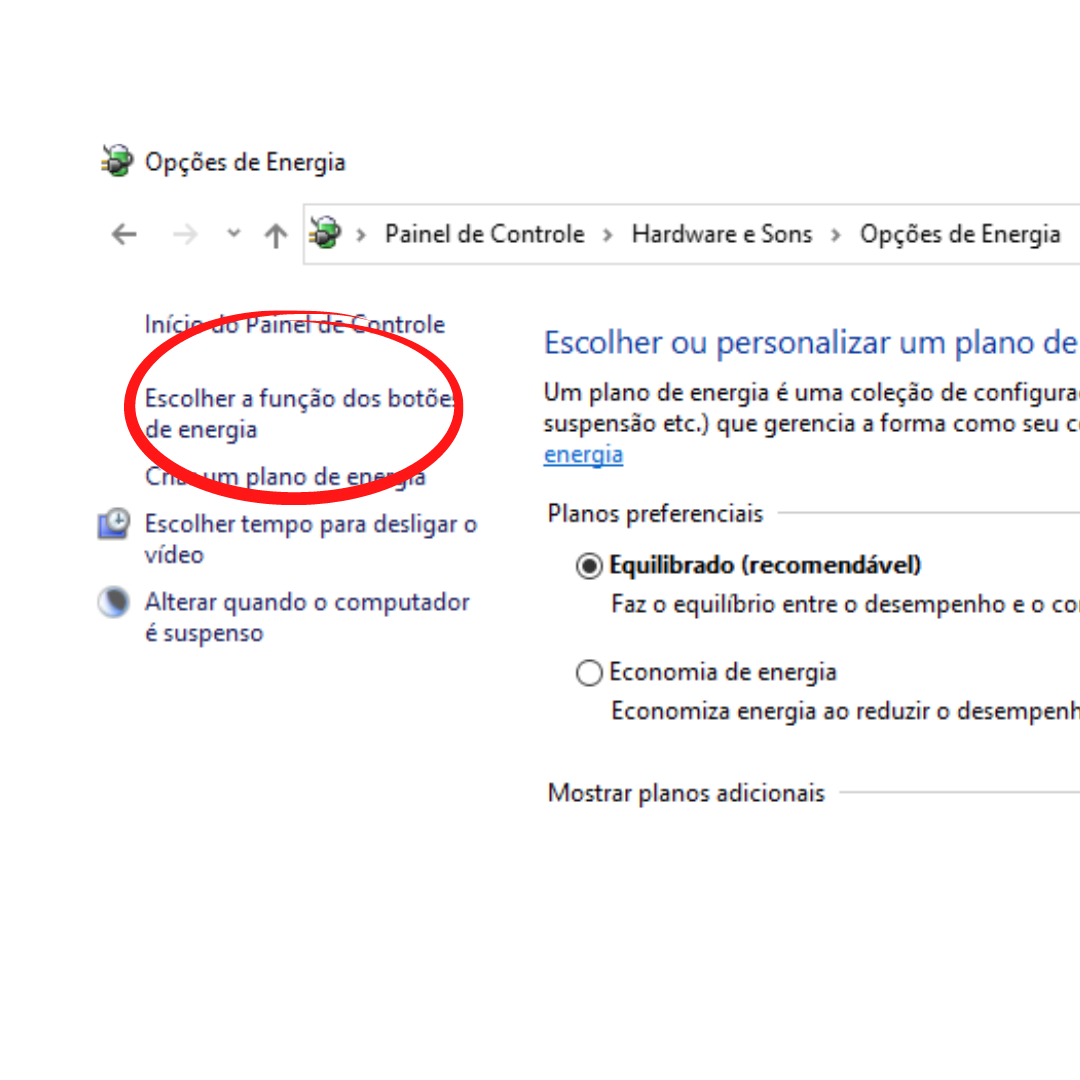 Opções de Energia
Painel de Controle > Hardware e Sons > Opções de Energia
Início do Painel de Controle
Escolher a função dos botões
de energia
Criar um plano de energia
Escolher tempo para desligar o
vídeo
Alterar quando o computador
é suspenso
Escolher ou personalizar um plano de
Um plano de energia é uma coleção de configura
suspensão etc.) que gerencia a forma como seu
energia
Planos preferenciais
Equilibrado (recomendável)
Faz o equilíbrio entre o desempenho e o
Economia de energia
Economiza energia ao reduzir o desempenh
Mostrar planos adicionais